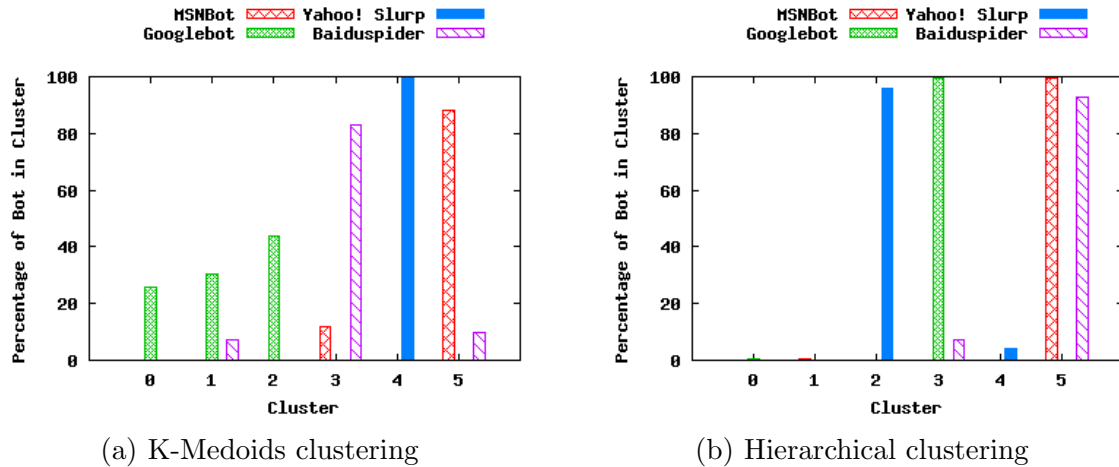 MSNBot Yahoo! Slurp
Googlebot Baiduspider
Percentage of Bot in Cluster
100
80
60
40
20
0
0 1 2 3 4 5
Cluster
(a) K-Medoids clustering
MSNBot Yahoo! Slurp
Googlebot Baiduspider
Percentage of Bot in Cluster
100
80
60
40
20
0
0 1 2 3 4 5
Cluster
(b) Hierarchical clustering